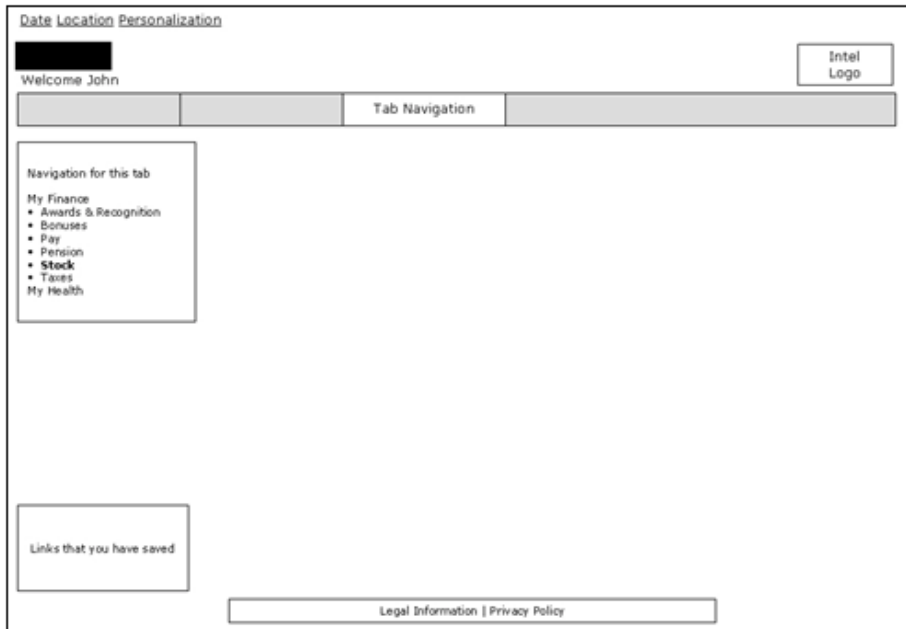 Date Location Personalization
Welcome John
Intel
Logo
Tab Navigation
Navigation for this tab
My Finance
• Awards & Recognition
• Bonuses
• Pay
• Pension
• Stock
• Taxes
My Health
Links that you have saved
Legal Information | Privacy Policy